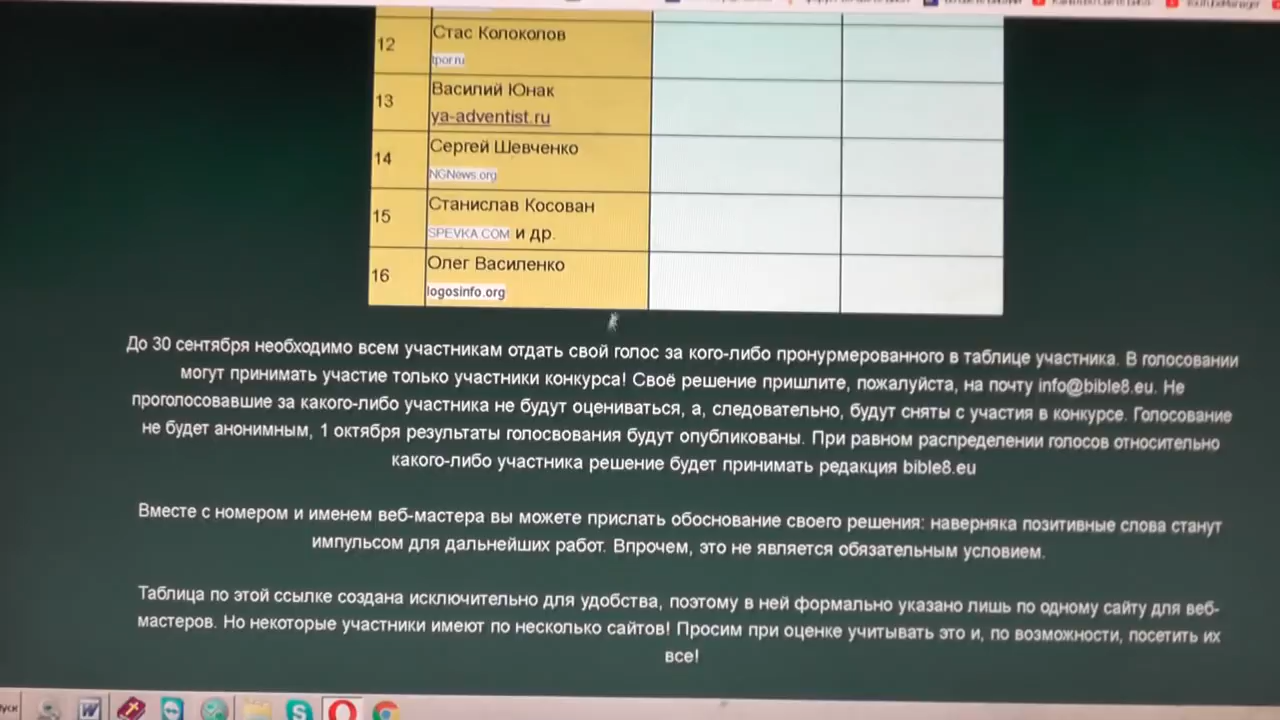 12
Стас Колоколов
tpor.ru
13
Василий Юнак
ya-adventist.ru
14
Сергей Шевченко
NGNews.org
15
Станислав Косован
SPEVKA.COM и др.
16
Олег Василенко
logosinfo.org
До 30 сентября необходимо всем участникам отдать свой голос за кого-либо пронурмерованного в таблице участника. В голосовании
могут принимать участие только участники конкурса! Своё решение пришлите, пожалуйста, на почту info@bible8.eu. Не
проголосовавшие за какого-либо участника не будут оцениваться, а, следовательно, будут сняты с участия в конкурсе. Голосование
не будет анонимным, 1 октября результаты голосвования будут опубликованы. При равном распределении голосов относительно
какого-либо участника решение будет принимать редакция bible8.eu
Вместе с номером и именем веб-мастера вы можете прислать обоснование своего решения: наверняка позитивные слова станут
импульсом для дальнейших работ. Впрочем, это не является обязательным условием.
Таблица по этой ссылке создана исключительно для удобства, поэтому в ней формально указано лишь по одному сайту для веб-
мастеров. Но некоторые участники имеют по несколько сайтов! Просим при оценке учитывать это и, по возможности, посетить их
все!